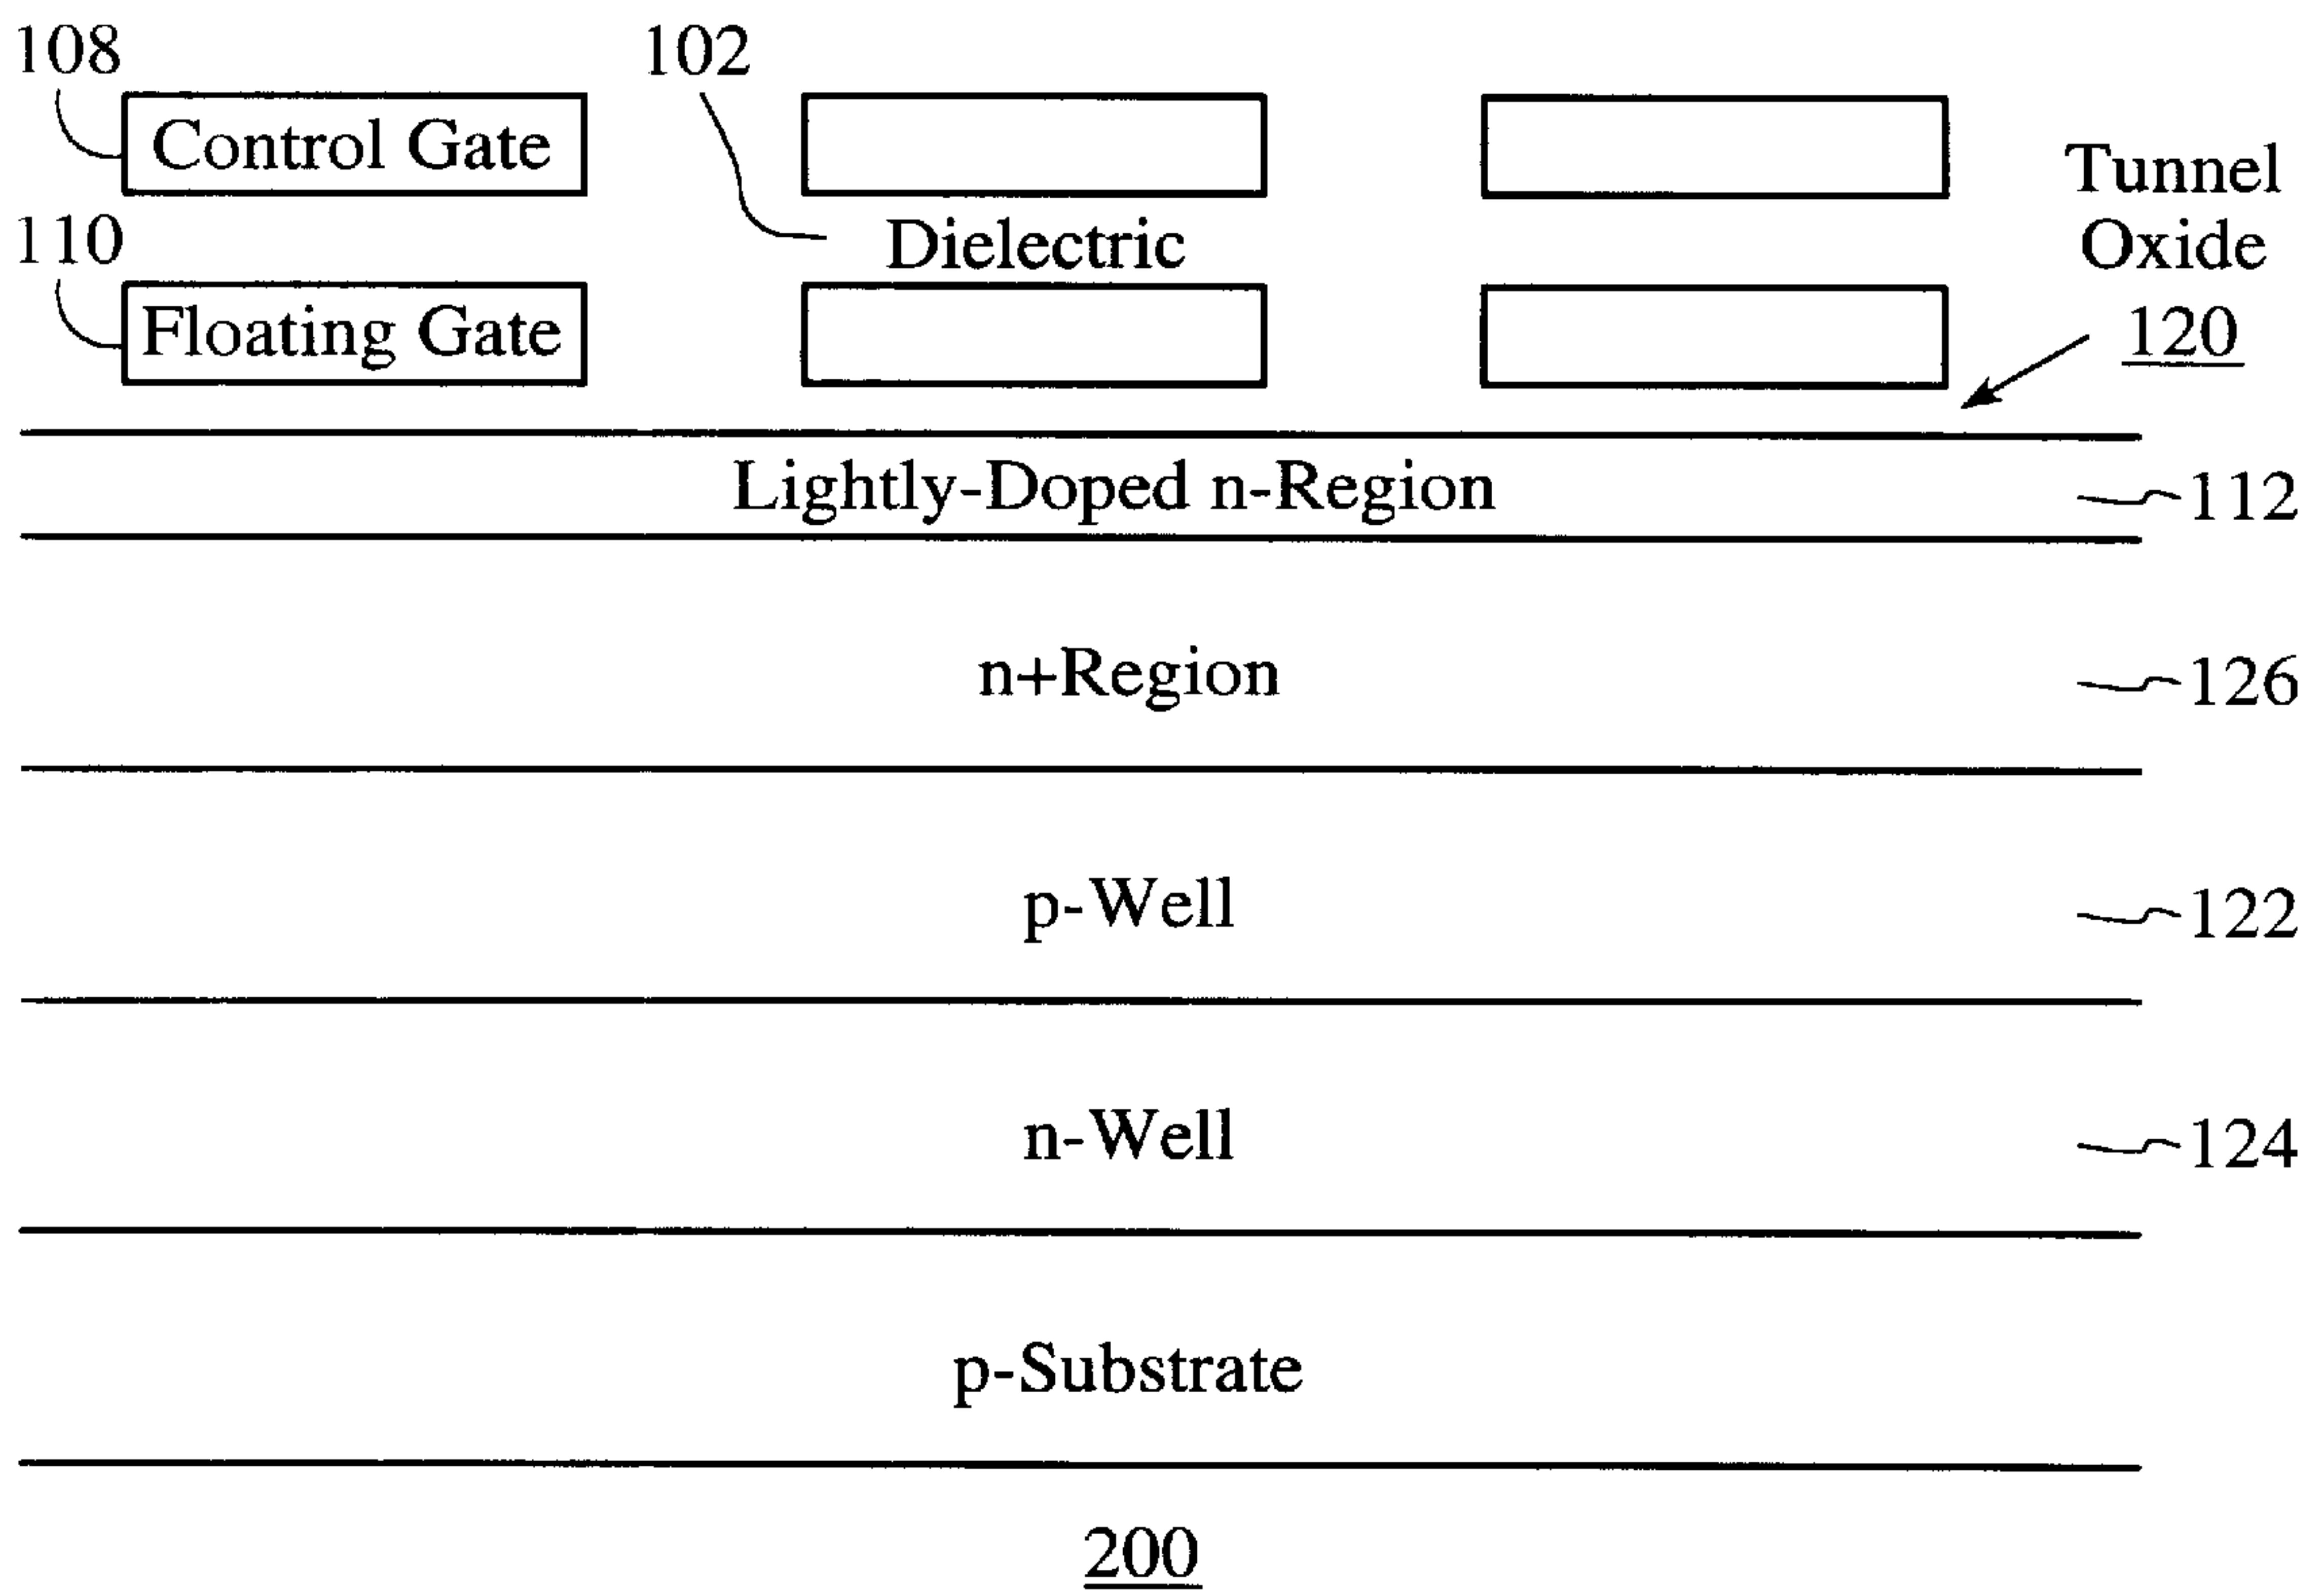 108
102
Control Gate
Tunnel
Oxide
120
110
Dielectric
Floating Gate
Lightly-Doped n-Region
112
n+Region
126
p-Well
122
n-Well
124
p-Substrate
200